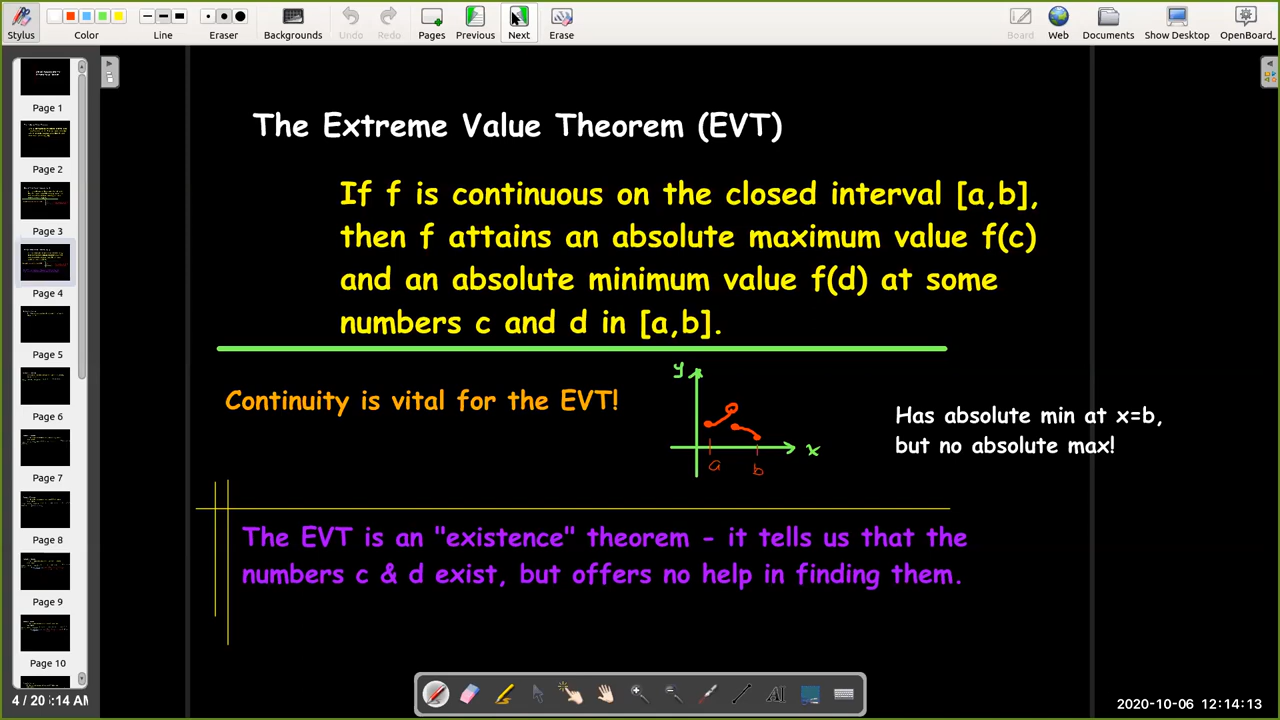 Stylus
Color
Line
Eraser
Backgrounds
Undo
Redo
Pages
Previous
Next
Erase
Board
Web
Documents
Show Desktop
OpenBoard
Page 1
Page 2
Page 3
Page 4
Page 5
Page 6
Page 7
Page 8
Page 9
Page 10
The Extreme Value Theorem (EVT)
If f is continuous on the closed interval [a,b],
then f attains an absolute maximum value f(c)
and an absolute minimum value f(d) at some
numbers c and d in [a,b].
Continuity is vital for the EVT!
y
x
a
b
Has absolute min at x=b,
but no absolute max!
The EVT is an "existence" theorem - it tells us that the
numbers c & d exist, but offers no help in finding them.
4 / 20
:14 AM
AI
2020-10-06 12:14:13